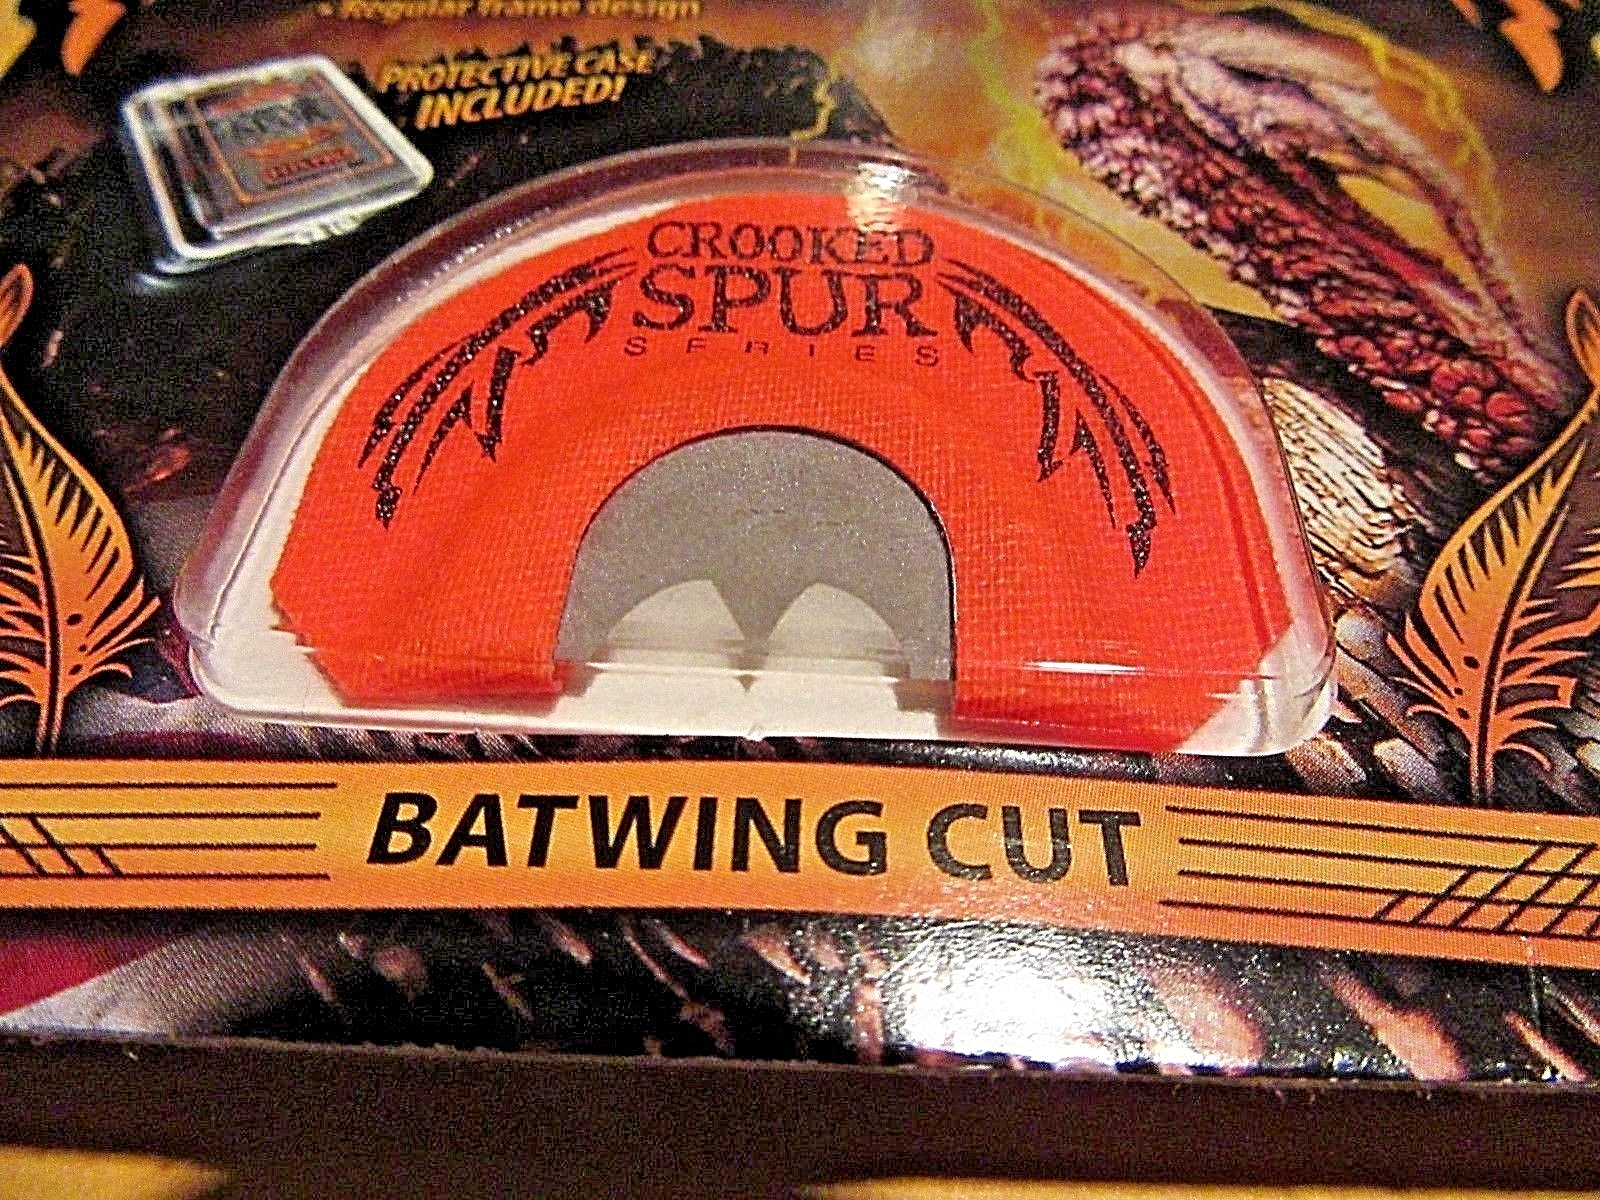 • Regular frame design
PROTECTIVE CASE
INCLUDED!
CROOKED
SPUR
SERIES
BATWING CUT